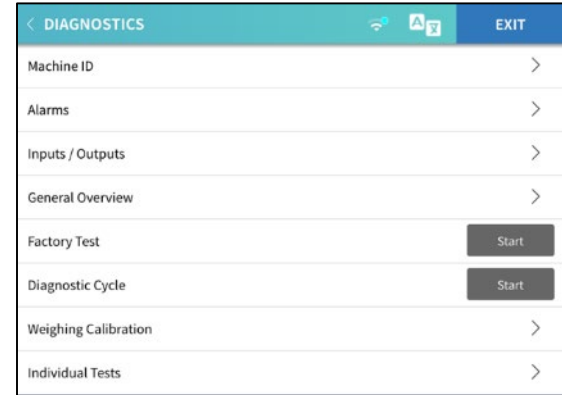 DIAGNOSTICS EXIT
Machine ID
Alarms
Inputs / Outputs
General Overview
Factory Test Start
Diagnostic Cycle Start
Weighing Calibration
Individual Tests